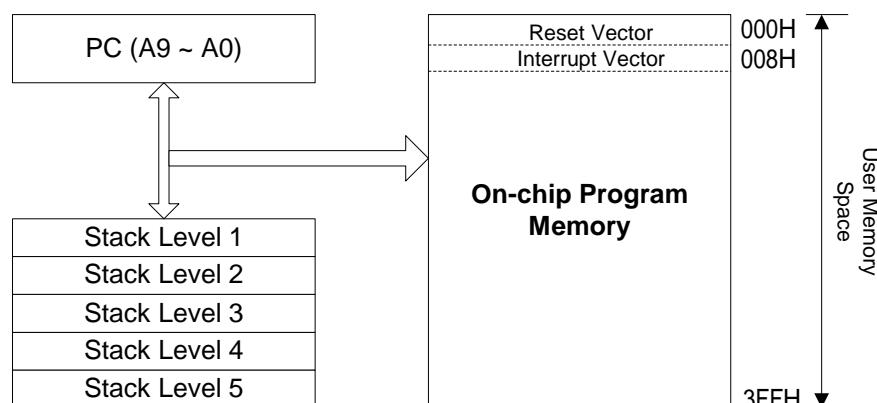 PC (A9 ~ A0)
Stack Level 1
Stack Level 2
Stack Level 3
Stack Level 4
Stack Level 5
Reset Vector
Interrupt Vector
On-chip Program
Memory
000H
008H
3FFH
User Memory
Space